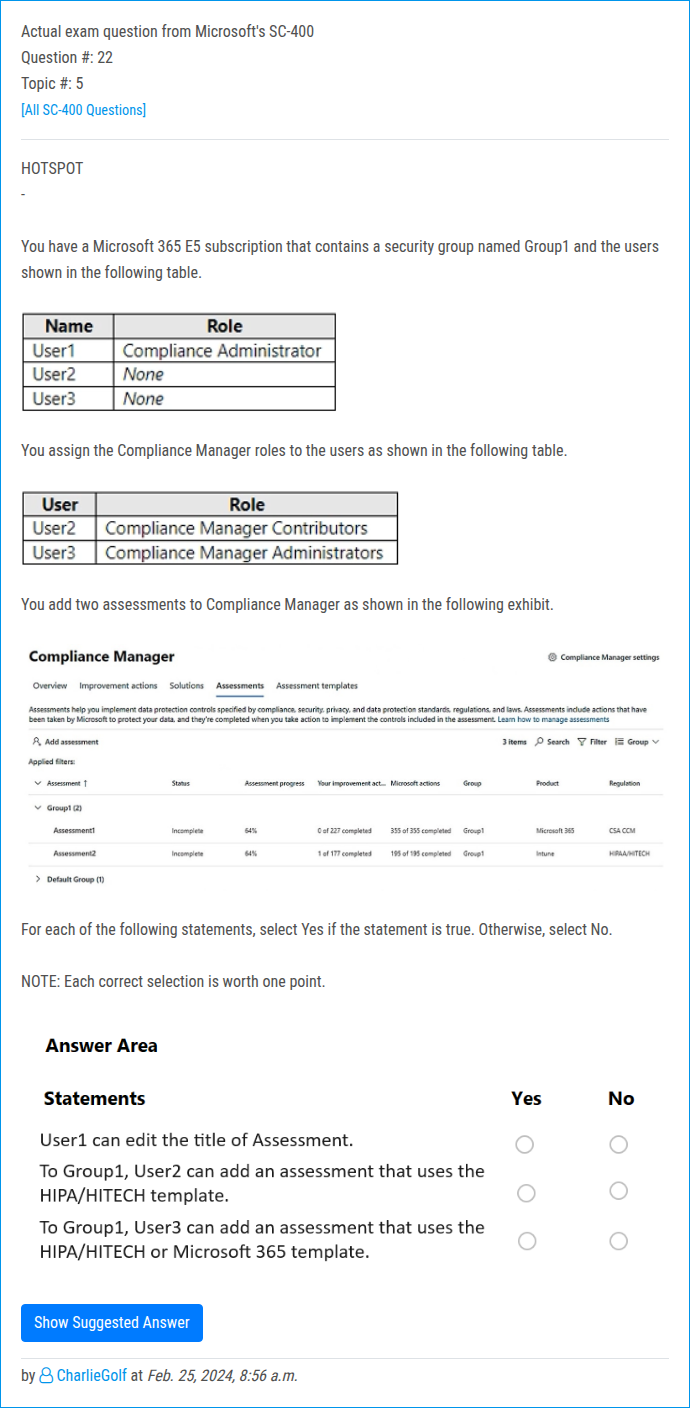 Actual exam question from Microsoft's SC-400
Question #: 22
Topic #: 5
[All SC-400 Questions]
HOTSPOT
-
You have a Microsoft 365 E5 subscription that contains a security group named Group1 and the users
shown in the following table.
Name Role
User1 Compliance Administrator
User2 None
User3 None
You assign the Compliance Manager roles to the users as shown in the following table.
User Role
User2 Compliance Manager Contributors
User3 Compliance Manager Administrators
You add two assessments to Compliance Manager as shown in the following exhibit.
Compliance Manager Compliance Manager settings
Overview Improvement actions Solutions Assessments Assessment templates
Assessments help you implement data protection controls specified by compliance, security, privacy, and data protection standards, regulations, and laws. Assessments include actions that have
been taken by Microsoft to protect your data, and they're completed when you take action to implement the controls included in the assessment. Learn how to manage assessments
Add assessment 3 items Search Filter Group
Applied filters:
Assessment ↑ Status Assessment progress Your improvement act... Microsoft actions Group Product Regulation
Group1 (2)
Assessment1 Incomplete 64% 0 of 227 completed 355 of 355 completed Group1 Microsoft 365 CSA CCM
Assessment2 Incomplete 64% 1 of 177 completed 195 of 195 completed Group1 Intune HIPAA/HITECH
Default Group (1)
For each of the following statements, select Yes if the statement is true. Otherwise, select No.
NOTE: Each correct selection is worth one point.
Answer Area
Statements Yes No
User1 can edit the title of Assessment.
To Group1, User2 can add an assessment that uses the
HIPA/HITECH template.
To Group1, User3 can add an assessment that uses the
HIPA/HITECH or Microsoft 365 template.
Show Suggested Answer
by CharlieGolf at Feb. 25, 2024, 8:56 a.m.